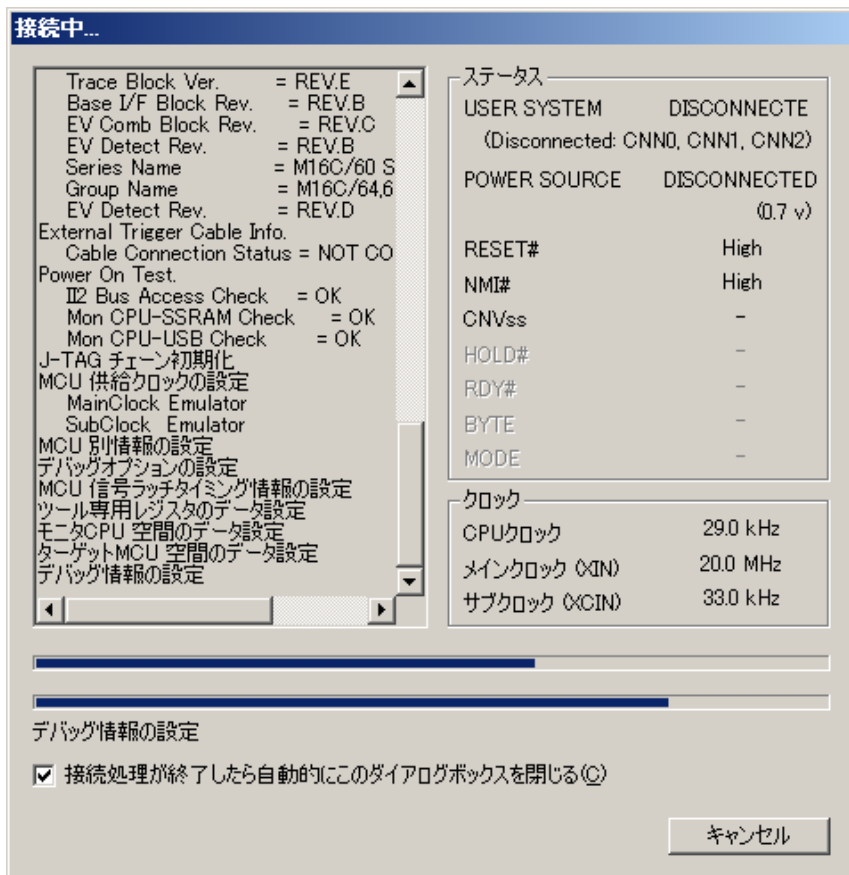 接続中...
Trace Block Ver. = REV.E
Base I/F Block Rev. = REV.B
EV Comb Block Rev. = REV.C
EV Detect Rev. = REV.B
Series Name = M16C/60 S
Group Name = M16C/64,6
EV Detect Rev. = REV.D
External Trigger Cable Info.
Cable Connection Status = NOT CO
Power On Test.
II2 Bus Access Check = OK
Mon CPU-SSRAM Check = OK
Mon CPU-USB Check = OK
J-TAG チェーン初期化
MCU 供給クロックの設定
MainClock Emulator
SubClock Emulator
MCU 別情報の設定
デバッグオプションの設定
MCU 信号ラッチタイミング情報の設定
ツール専用レジスタのデータ設定
モニタCPU 空間のデータ設定
ターゲットMCU 空間のデータ設定
デバッグ情報の設定
ステータス
USER SYSTEM DISCONNECTE
(Disconnected: CNN0, CNN1, CNN2)
POWER SOURCE DISCONNECTED
(0.7 v)
RESET# High
NMI# High
CNVss -
HOLD# -
RDY# -
BYTE -
MODE -
クロック
CPUクロック 29.0 kHz
メインクロック (XIN) 20.0 MHz
サブクロック (XCIN) 33.0 kHz
デバッグ情報の設定
接続処理が終了したら自動的にこのダイアログボックスを閉じる(C)
キャンセル